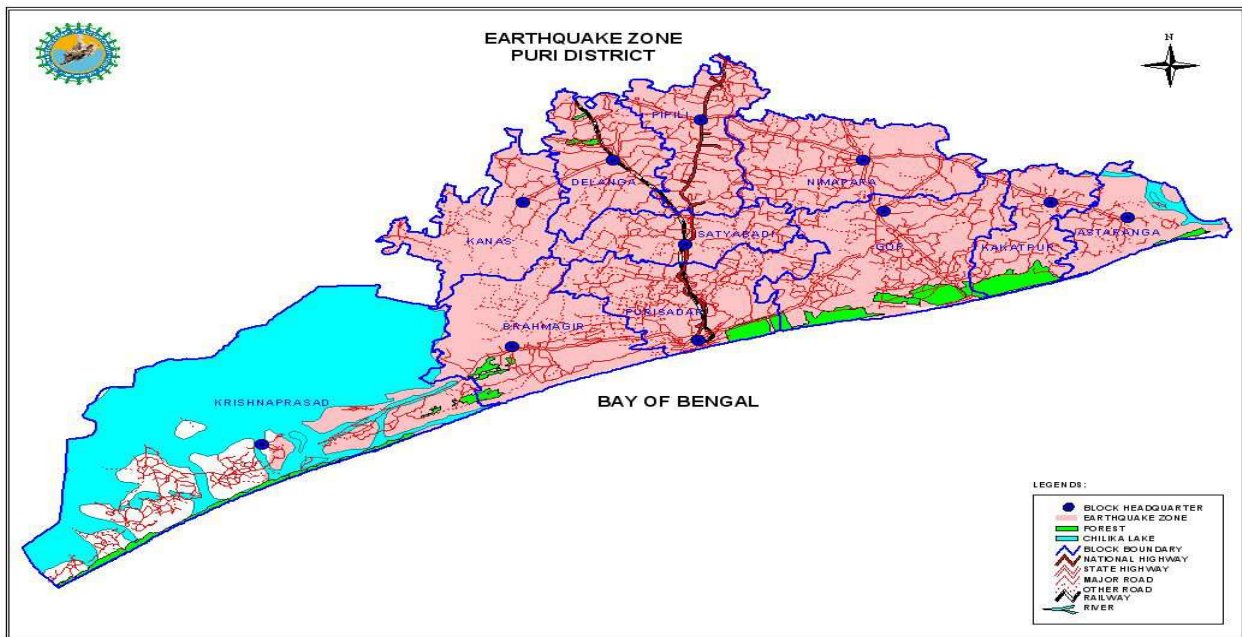 EARTHQUAKE ZONE
PURI DISTRICT
N
PIPILI
DELANGA
NIMAPARA
KANAS
SATYABADI
GOP
KAKATPUR
ASTARANGA
BRAHMAGIR
PURISADAR
KRISHNAPRASAD
BAY OF BENGAL
LEGENDS:
BLOCK HEADQUARTER
EARTHQUAKE ZONE
FOREST
CHILIKA LAKE
BLOCK BOUNDARY
NATIONAL HIGHWAY
STATE HIGHWAY
MAJOR ROAD
OTHER ROAD
RAILWAY
RIVER